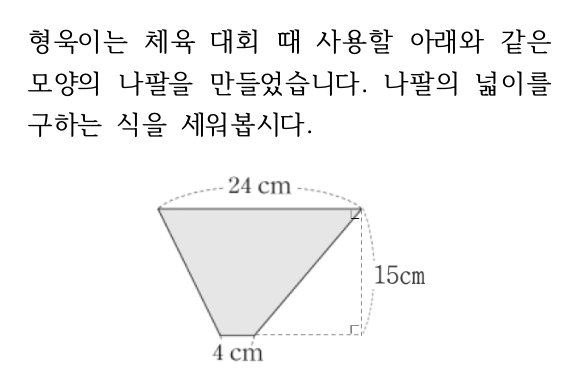 형욱이는 체육 대회 때 사용할 아래와 같은
모양의 나팔을 만들었습니다. 나팔의 넓이를
구하는 식을 세워봅시다.
24 cm
15cm
4 cm